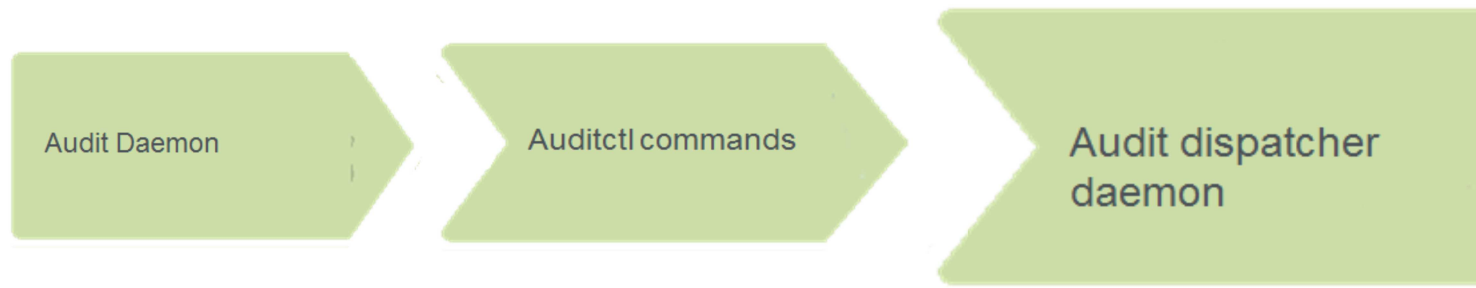 Audit Daemon
Auditctl commands
Audit dispatcher
daemon